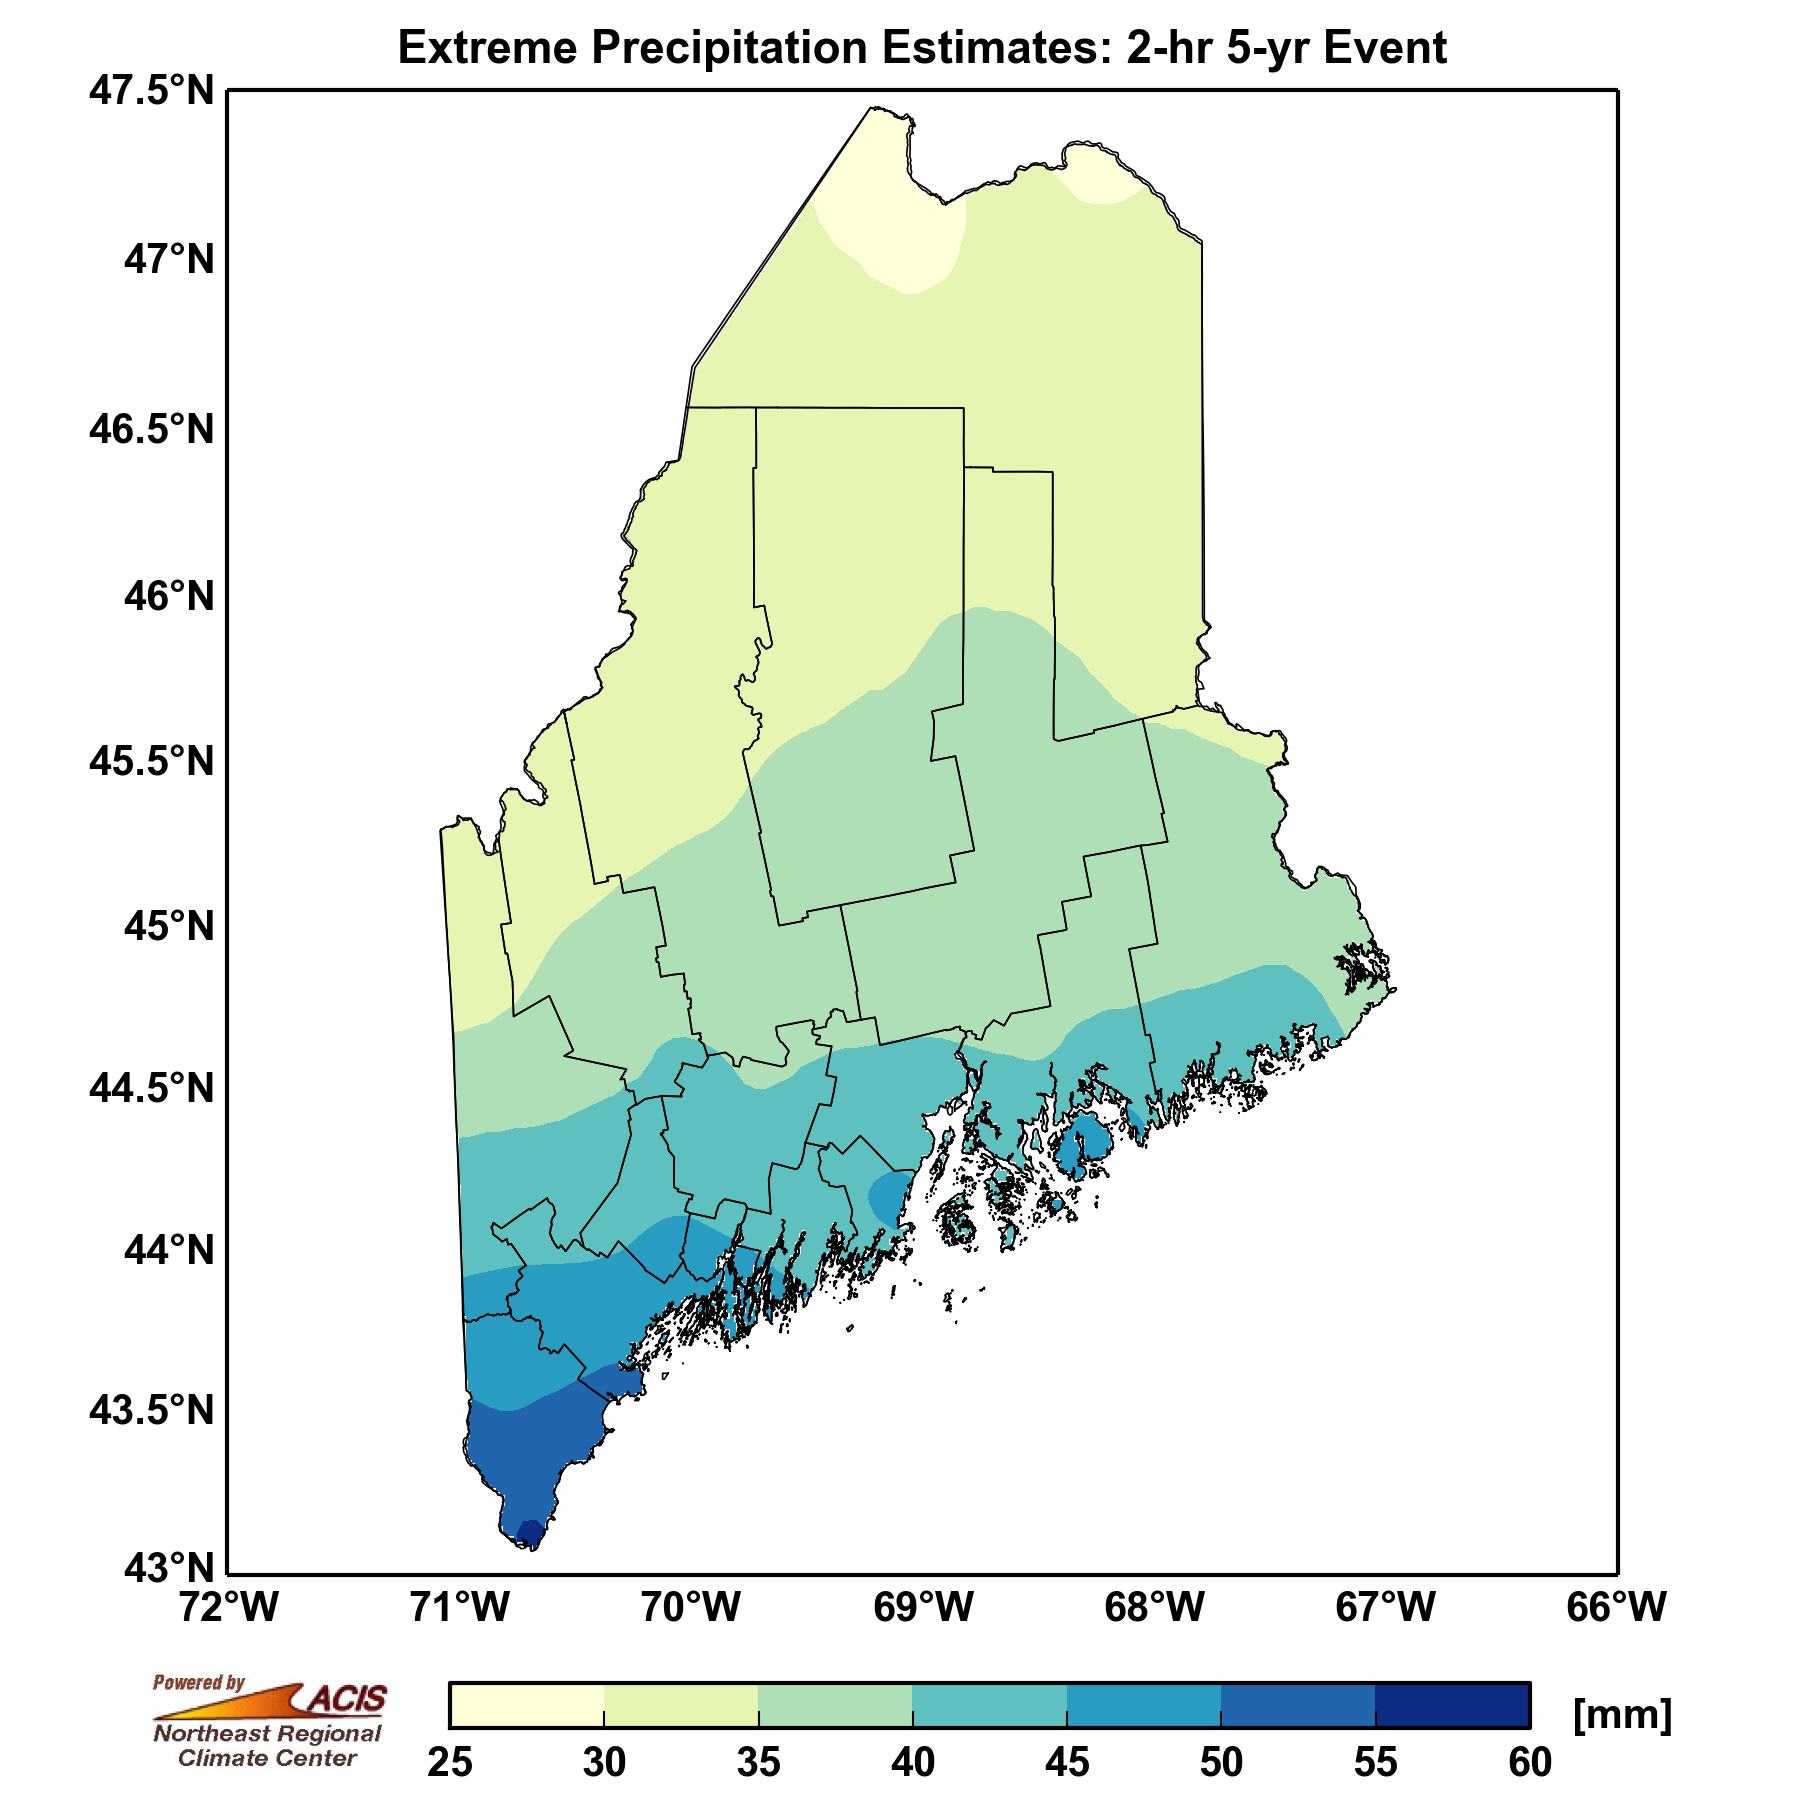 Extreme Precipitation Estimates: 2-hr 5-yr Event
47.5°N
47°N
46.5°N
46°N
45.5°N
45°N
44.5°N
44°N
43.5°N
43°N
72°W 71°W 70°W 69°W 68°W 67°W 66°W
Powered by
ACIS
Northeast Regional
Climate Center
[mm]
25 30 35 40 45 50 55 60